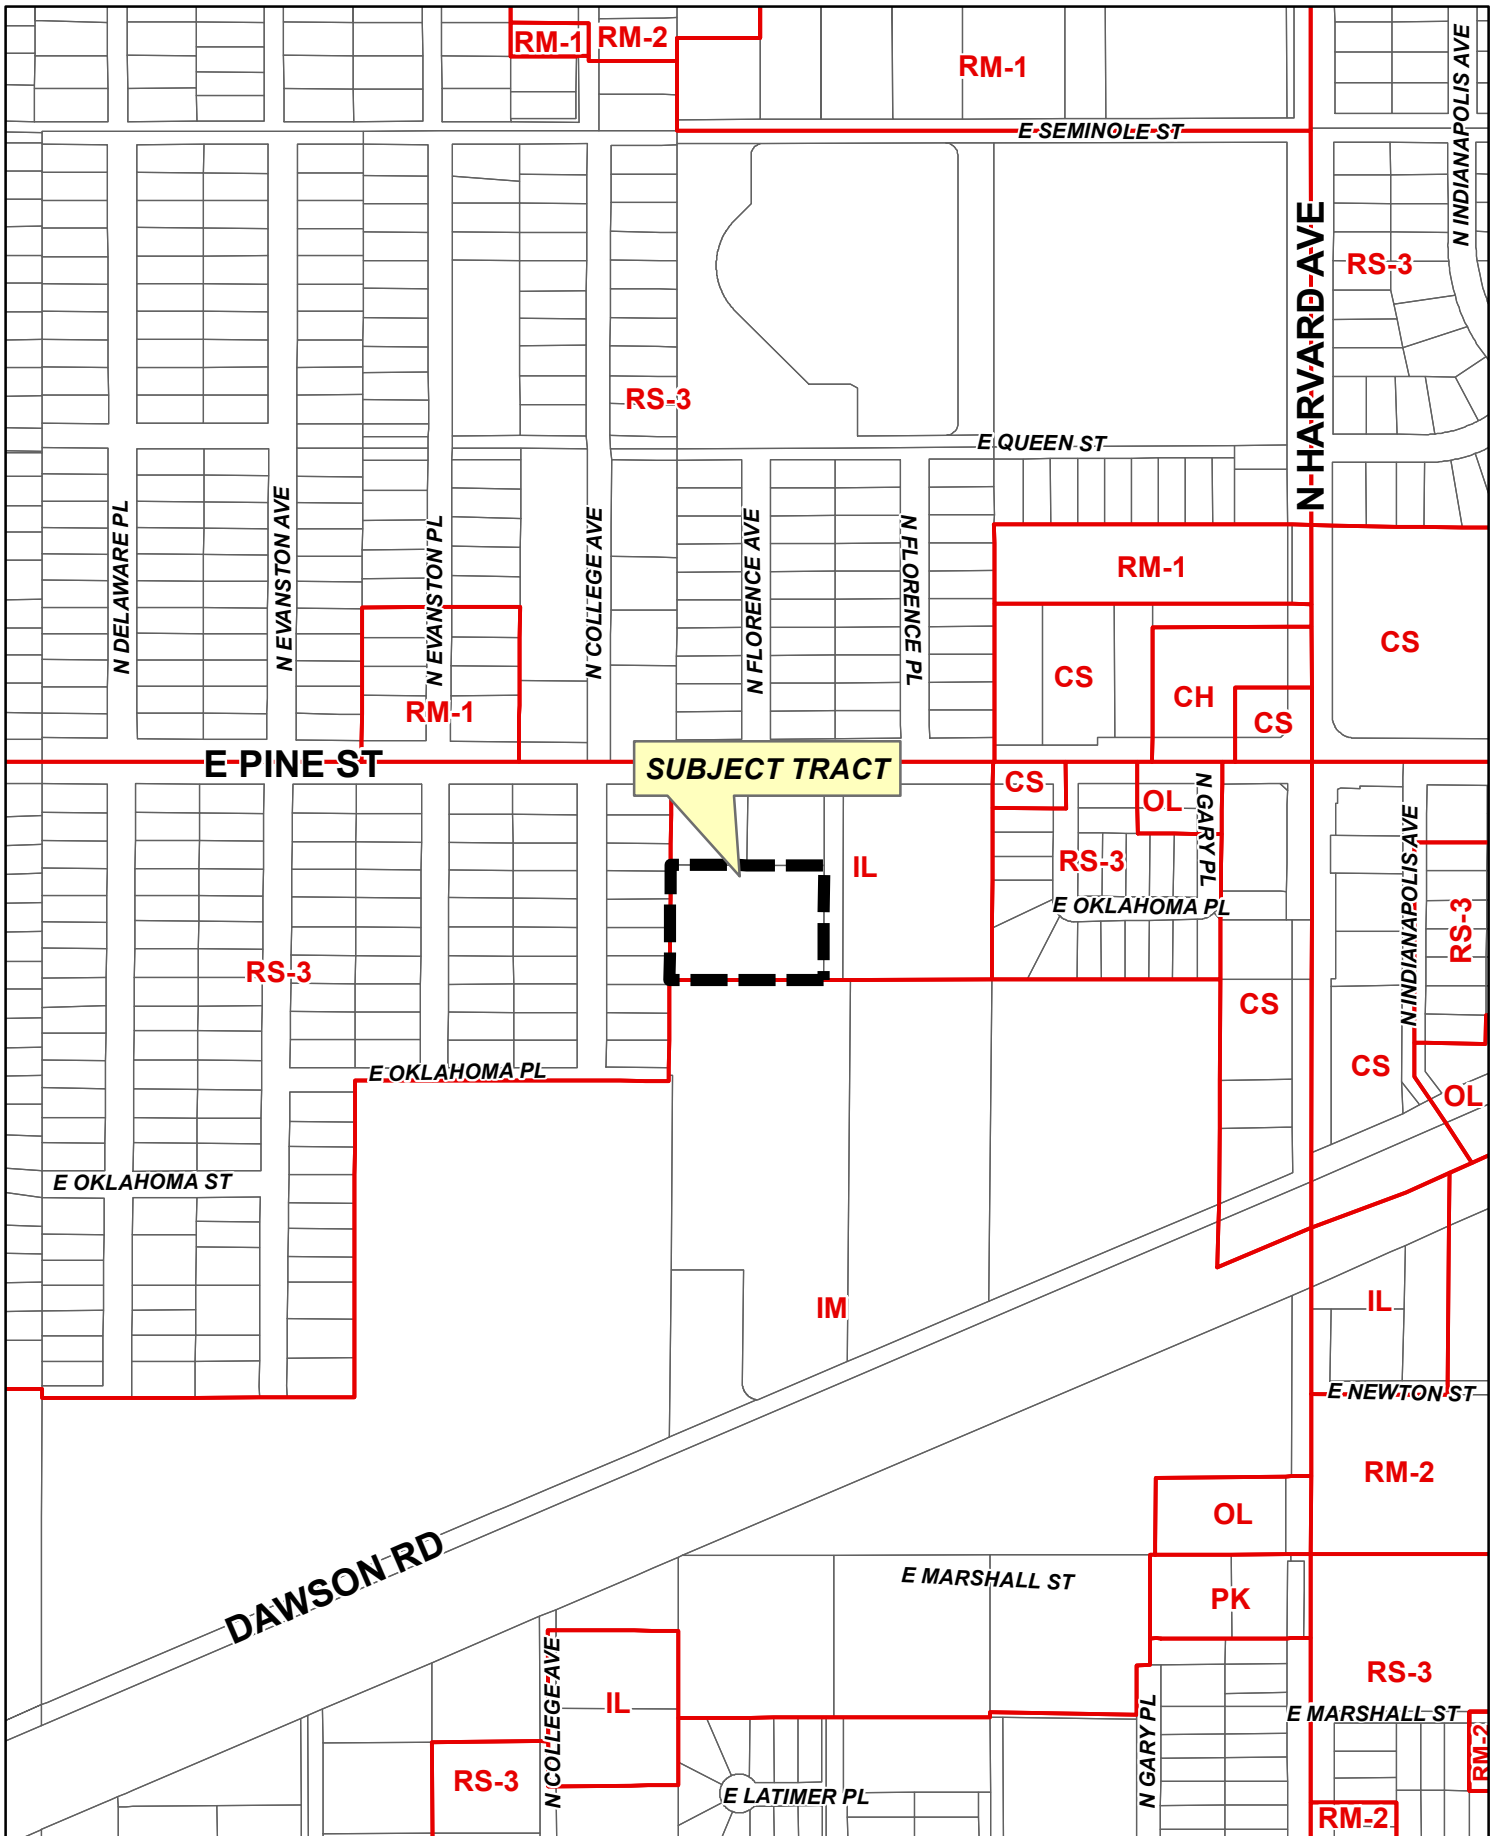 RM-1
RM-2
RM-1
E SEMINOLE ST
N INDIANAPOLIS AVE
N HARVARD AVE
RS-3
RS-3
E QUEEN ST
N DELAWARE PL
N EVANSTON AVE
N EVANSTON PL
N COLLEGE AVE
N FLORENCE AVE
N FLORENCE PL
RM-1
CS
CS
CH
CS
RM-1
E PINE ST
SUBJECT TRACT
CS
OL
N GARY PL
IL
RS-3
N INDIANAPOLIS AVE
E OKLAHOMA PL
RS-3
RS-3
CS
CS
E OKLAHOMA PL
OL
E OKLAHOMA ST
IM
IL
E NEWTON ST
RM-2
OL
DAWSON RD
E MARSHALL ST
PK
N COLLEGE AVE
RS-3
IL
N GARY PL
E MARSHALL ST
RM-2
RS-3
E LATIMER PL
RM-2